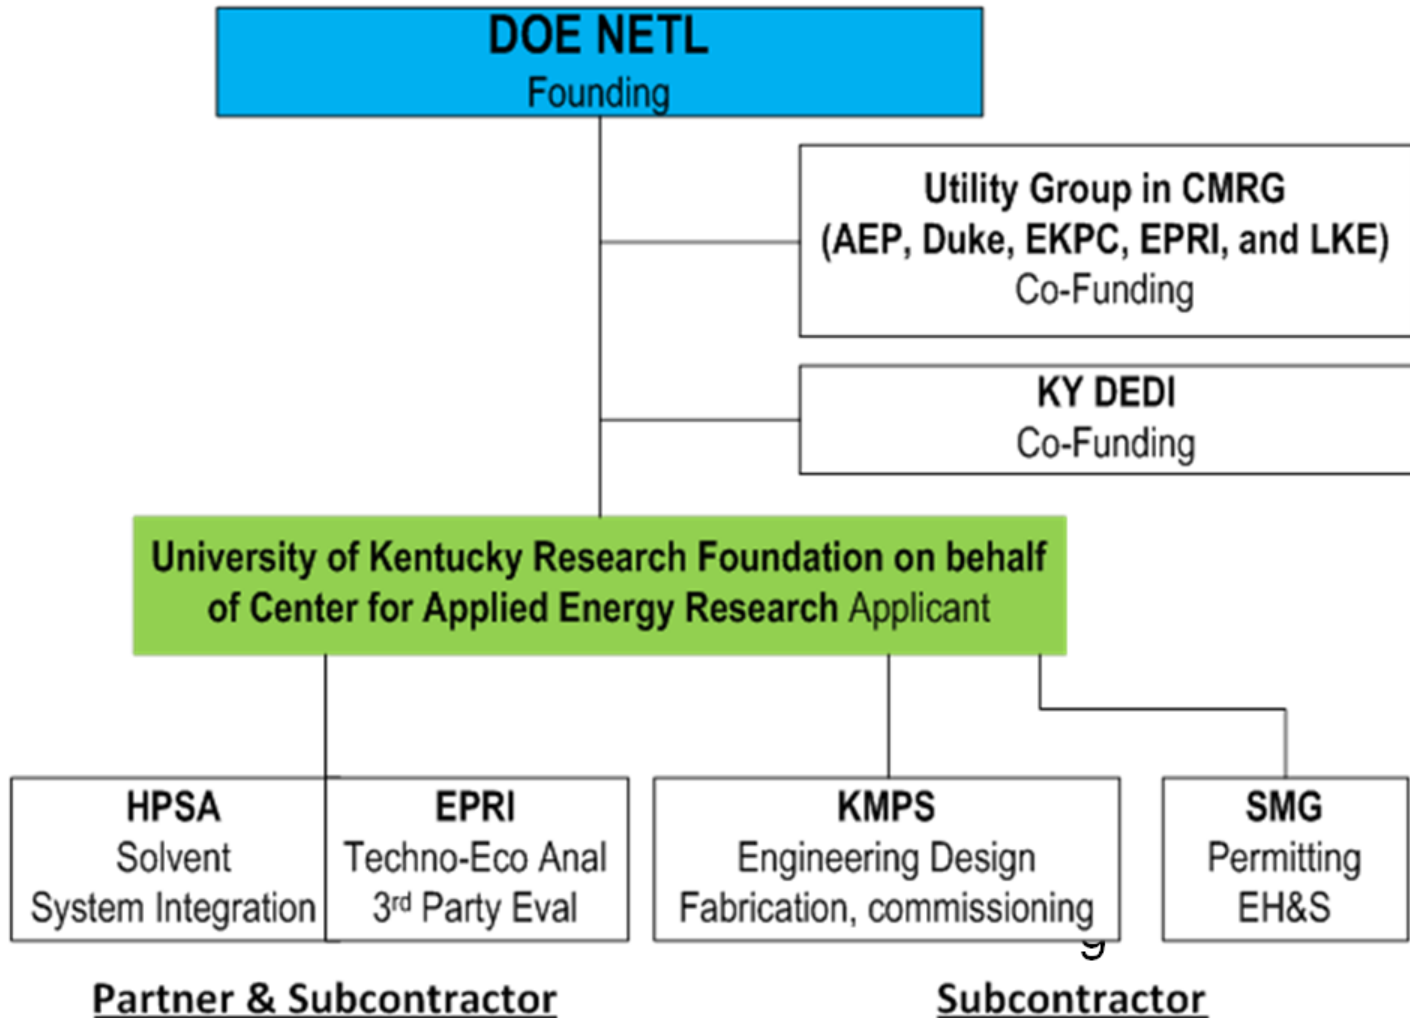 DOE NETL
Founding
Utility Group in CMRG
(AEP, Duke, EKPC, EPRI, and LKE)
Co-Funding
KY DEDI
Co-Funding
University of Kentucky Research Foundation on behalf
of Center for Applied Energy Research Applicant
HPSA
Solvent
System Integration
EPRI
Techno-Eco Anal
3rd Party Eval
KMPS
Engineering Design
Fabrication, commissioning
SMG
Permitting
EH&S
Partner & Subcontractor
Subcontractor